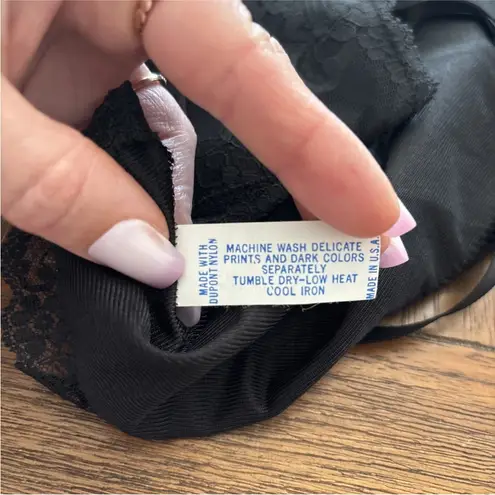 MADE WITH
DUPONT NYLON
MACHINE WASH DELICATE
PRINTS AND DARK COLORS
SEPARATELY
TUMBLE DRY-LOW HEAT
COOL IRON
MADE IN U.S.A.